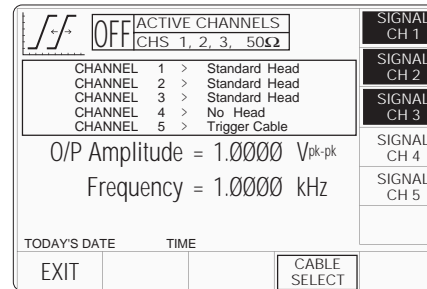 OFF
ACTIVE CHANNELS
CHS 1, 2, 3, 50Ω
CHANNEL 1 > Standard Head
CHANNEL 2 > Standard Head
CHANNEL 3 > Standard Head
CHANNEL 4 > No Head
CHANNEL 5 > Trigger Cable
O/P Amplitude = 1.0000 Vpk-pk
Frequency = 1.0000 kHz
TODAY'S DATE TIME
EXIT
CABLE
SELECT
SIGNAL
CH 1
SIGNAL
CH 2
SIGNAL
CH 3
SIGNAL
CH 4
SIGNAL
CH 5